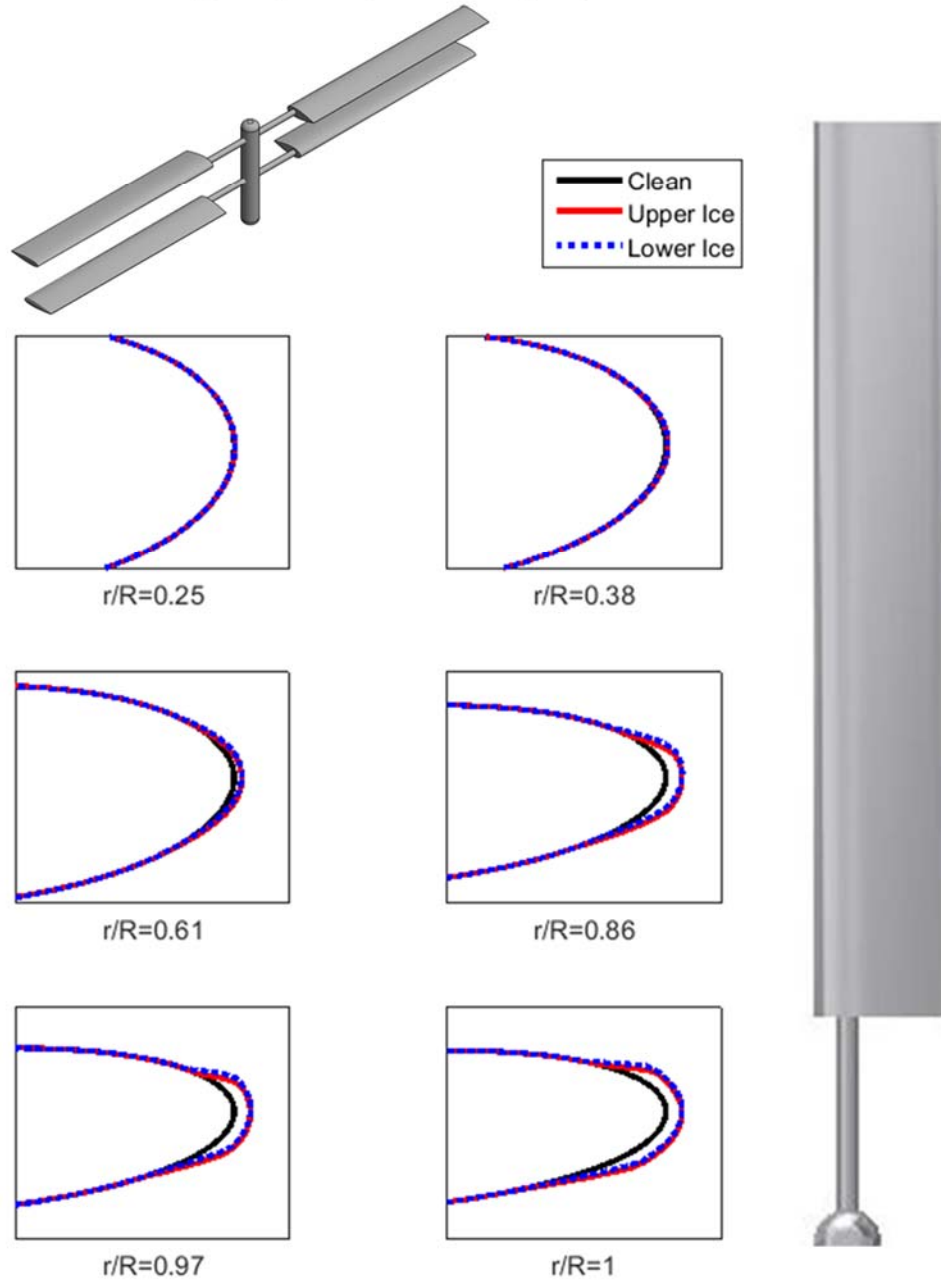 Clean
Upper Ice
Lower Ice
r/R=0.25
r/R=0.38
r/R=0.61
r/R=0.86
r/R=0.97
r/R=1